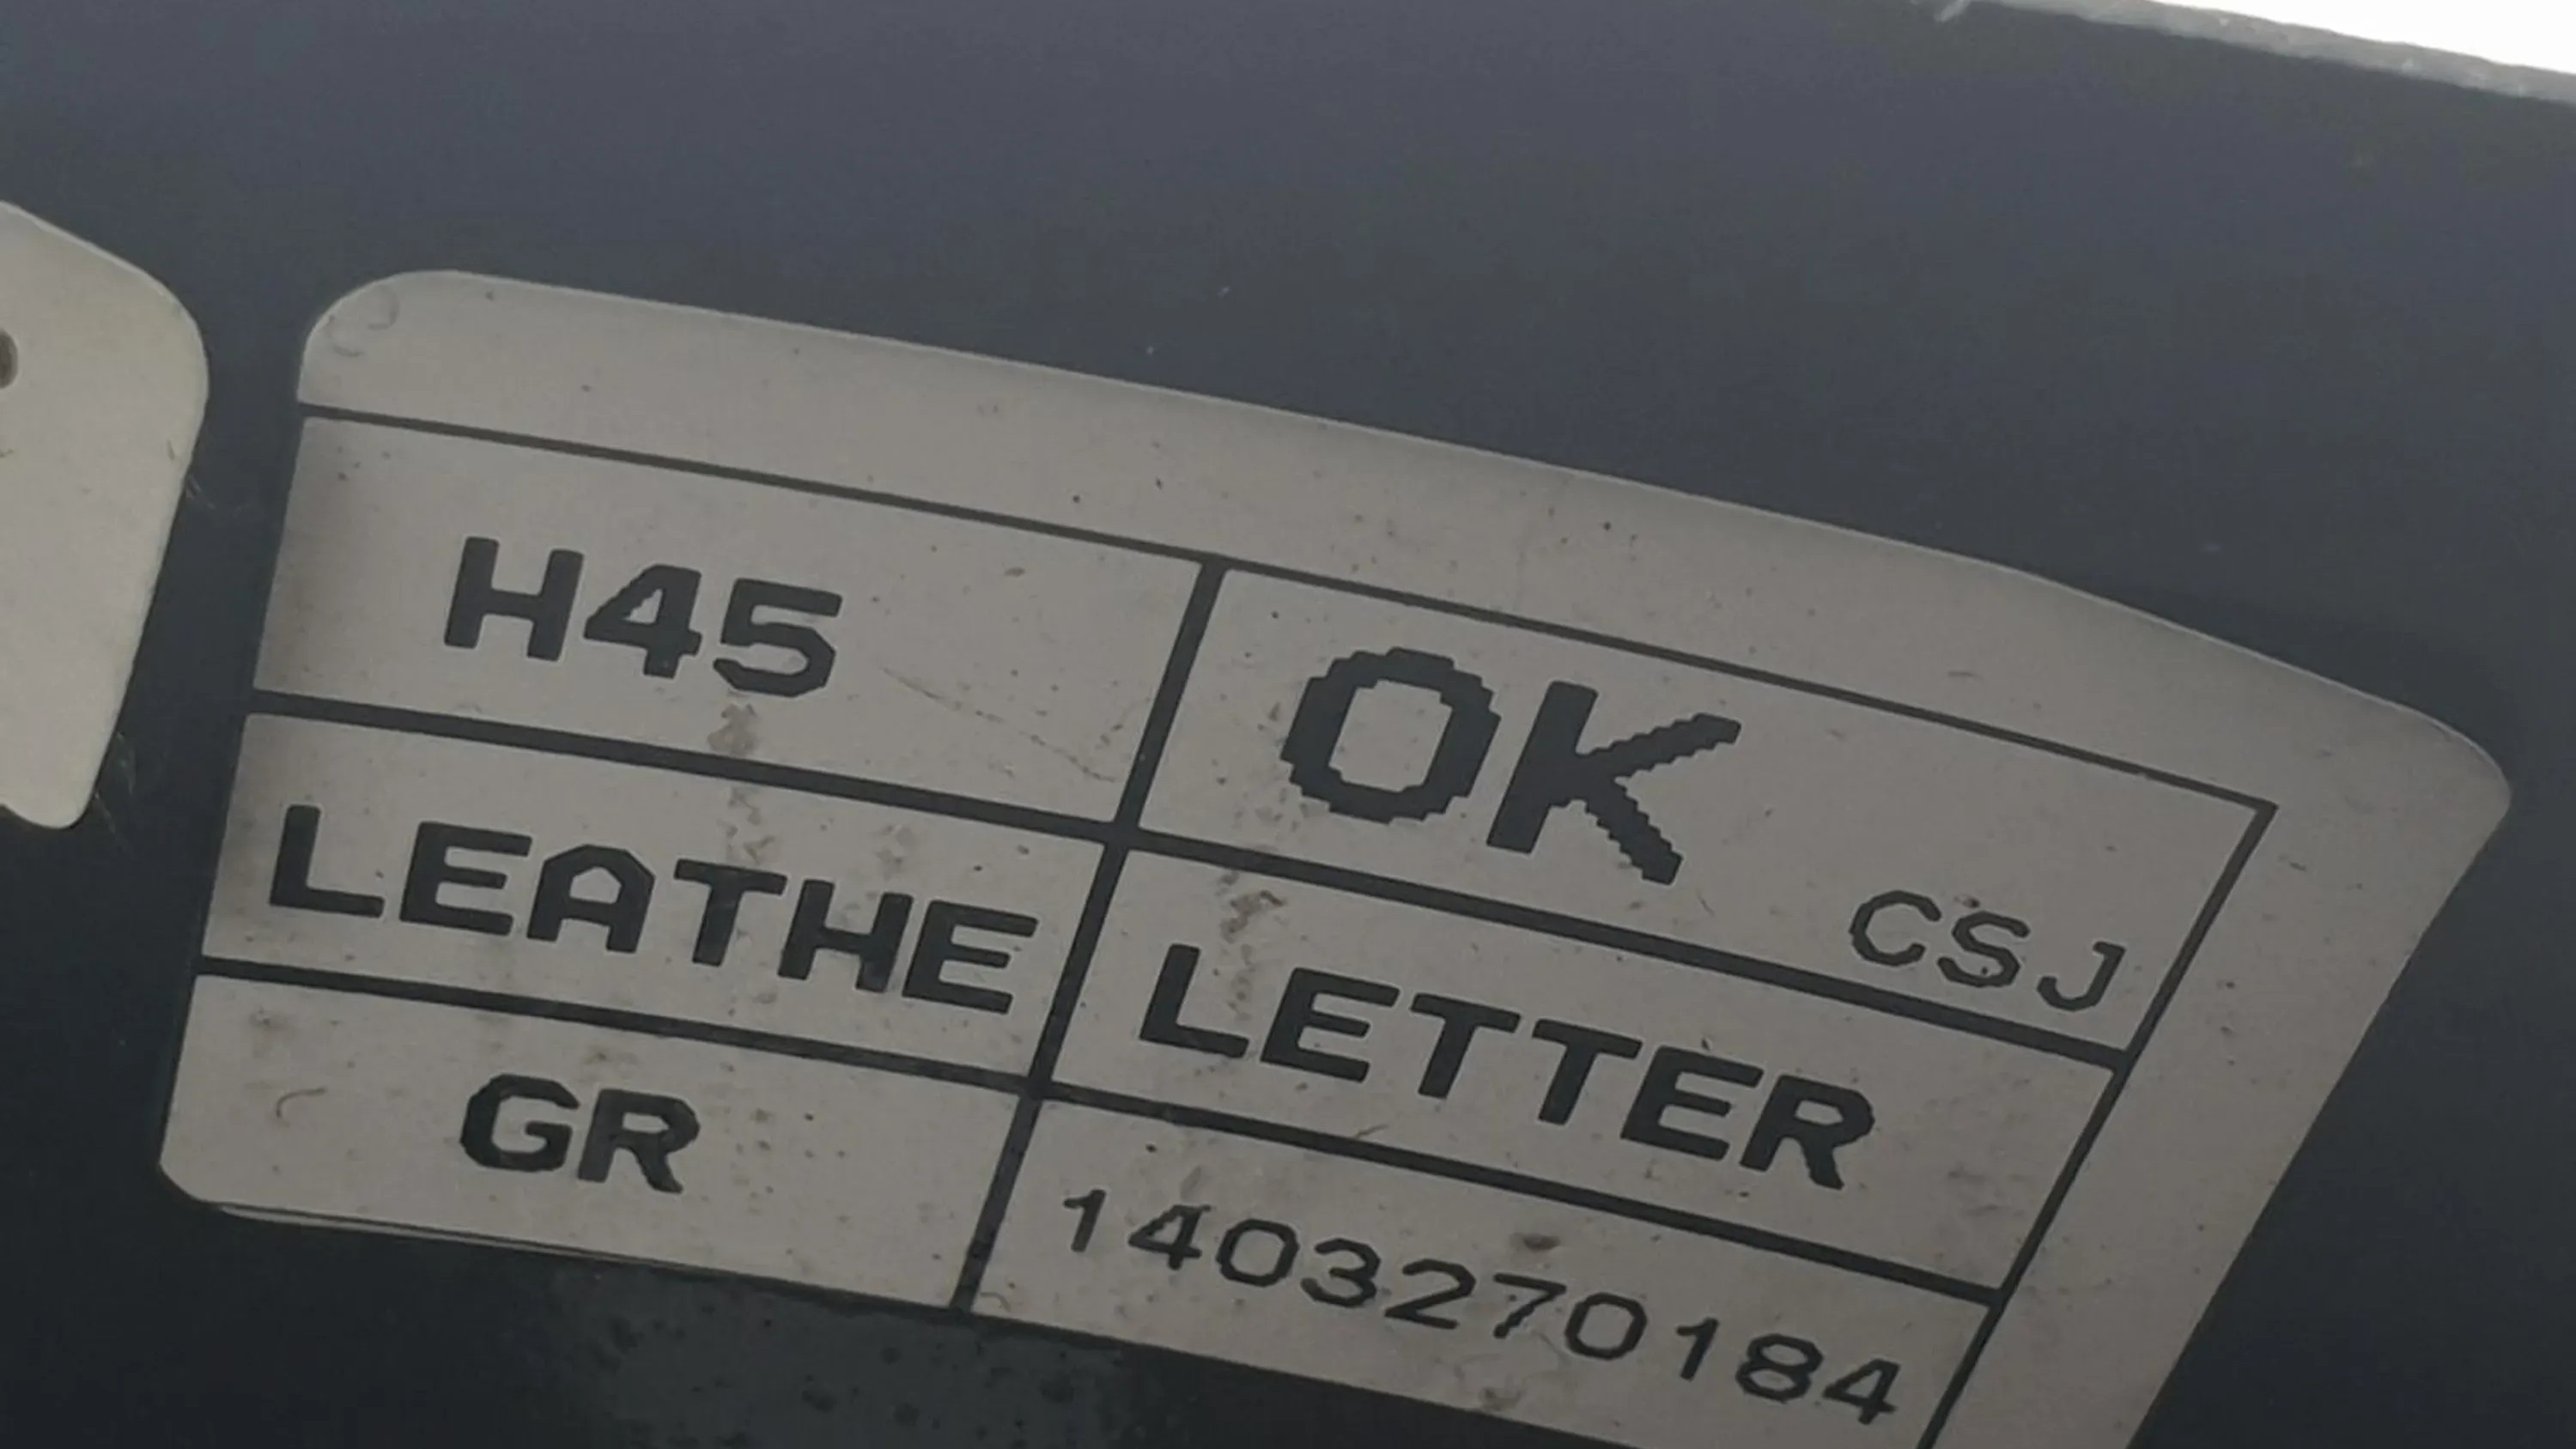 H45
OK CSJ
LEATHE
LETTER
GR
1403270184